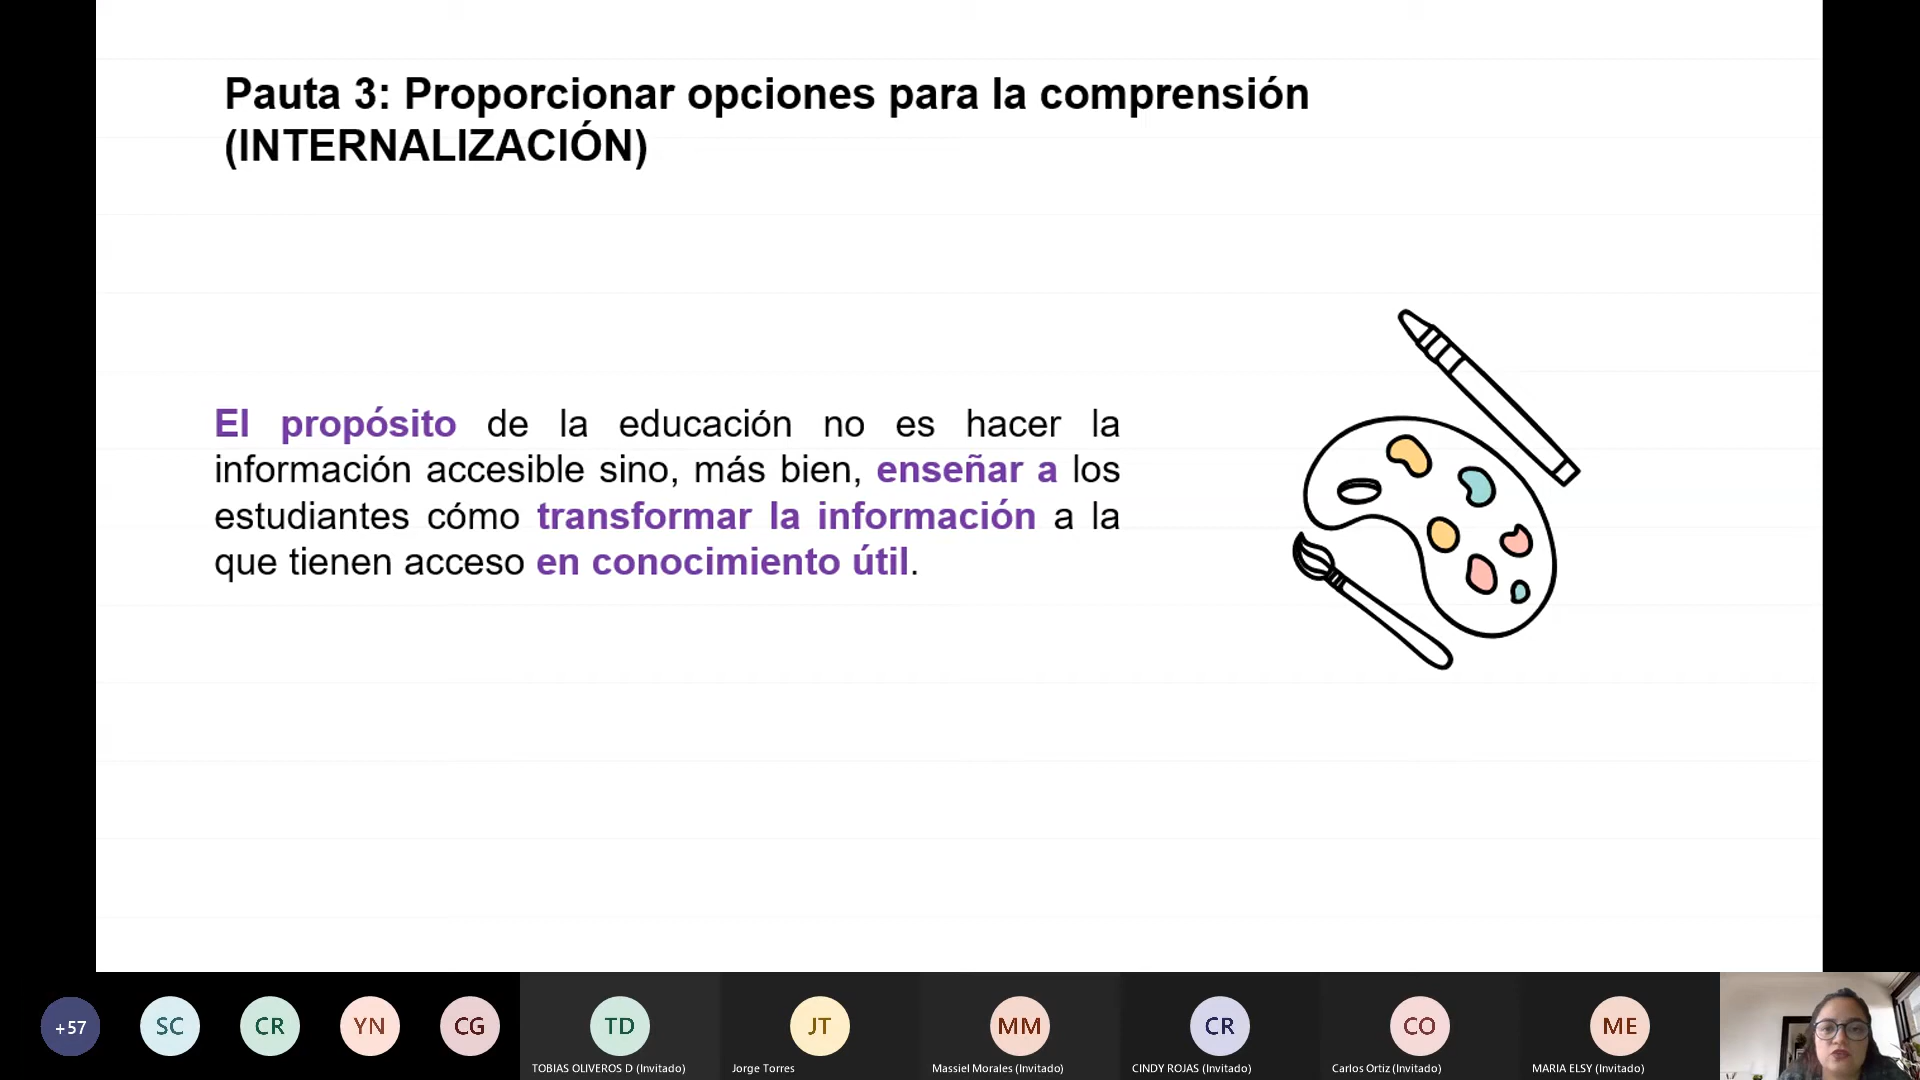 Pauta 3: Proporcionar opciones para la comprensión
(INTERNALIZACIÓN)
El propósito de la educación no es hacer la
información accesible sino, más bien, enseñar a los
estudiantes cómo transformar la información a la
que tienen acceso en conocimiento útil.
+57
SC
CR
YN
CG
TD
JT
MM
CR
CO
ME
TOBIAS OLIVEROS D (Invitado)
Jorge Torres
Massiel Morales (Invitado)
CINDY ROJAS (Invitado)
Carlos Ortiz (Invitado)
MARIA ELSY (Invitado)